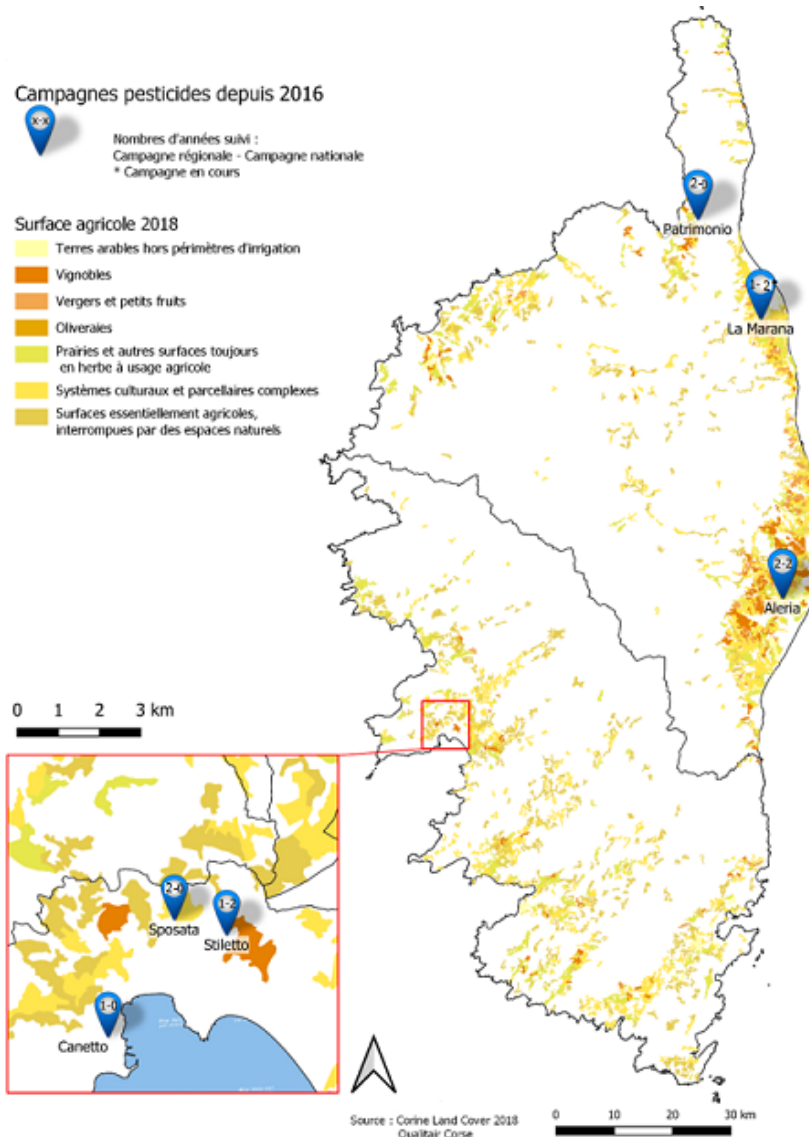 Campagnes pesticides depuis 2016
x-x
Nombres d'années suivi :
Campagne régionale - Campagne nationale
* Campagne en cours
Surface agricole 2018
Terres arables hors périmètres d'irrigation
Vignobles
Vergers et petits fruits
Oliveraies
Prairies et autres surfaces toujours
en herbe à usage agricole
Systèmes culturaux et parcellaires complexes
Surfaces essentiellement agricoles,
interrompues par des espaces naturels
Patrimonio
1-2*
La Marana
2-2
Aleria
0 1 2 3 km
2-0
Sposata
1-2
Stiletto
1-0
Canetto
Source : Corine Land Cover 2018
Qualitair Corse
0 10 20 30 km